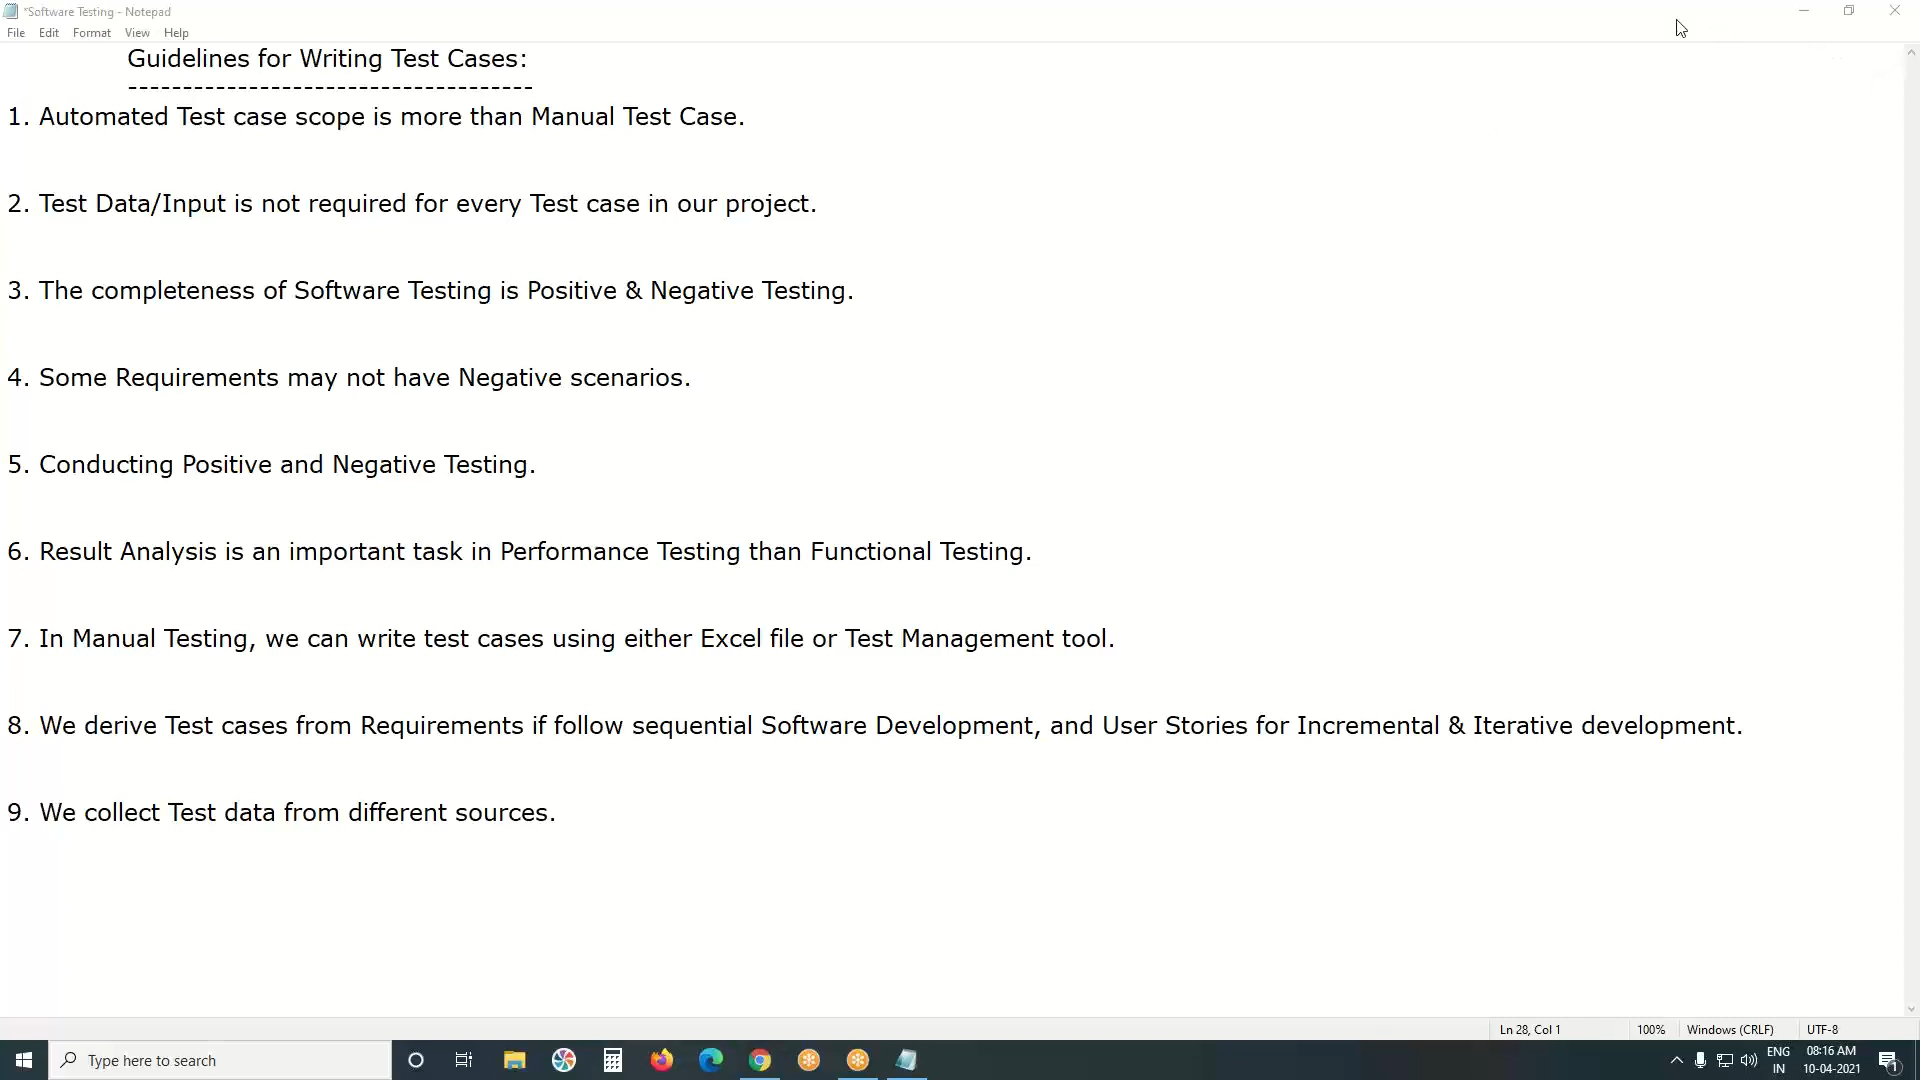 *Software Testing - Notepad
File Edit Format View Help
Guidelines for Writing Test Cases:
-------------------------------------
1. Automated Test case scope is more than Manual Test Case.
2. Test Data/Input is not required for every Test case in our project.
3. The completeness of Software Testing is Positive & Negative Testing.
4. Some Requirements may not have Negative scenarios.
5. Conducting Positive and Negative Testing.
6. Result Analysis is an important task in Performance Testing than Functional Testing.
7. In Manual Testing, we can write test cases using either Excel file or Test Management tool.
8. We derive Test cases from Requirements if follow sequential Software Development, and User Stories for Incremental & Iterative development.
9. We collect Test data from different sources.
Ln 28, Col 1 100% Windows (CRLF) UTF-8
Type here to search
ENG 08:16 AM
IN 10-04-2021 1